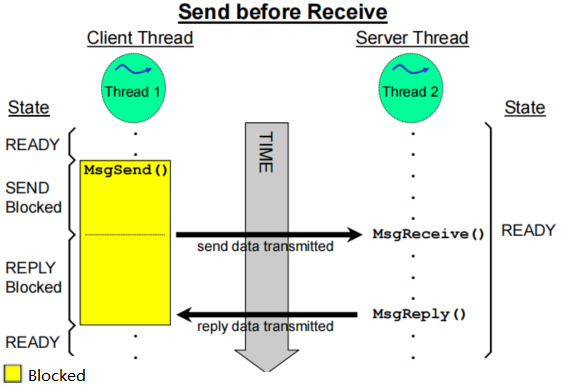 Send before Receive
Client Thread
Server Thread
Thread 1
Thread 2
State
State
READY
TIME
MsgSend()
SEND
Blocked
send data transmitted
MsgReceive()
READY
REPLY
Blocked
MsgReply()
reply data transmitted
READY
Blocked